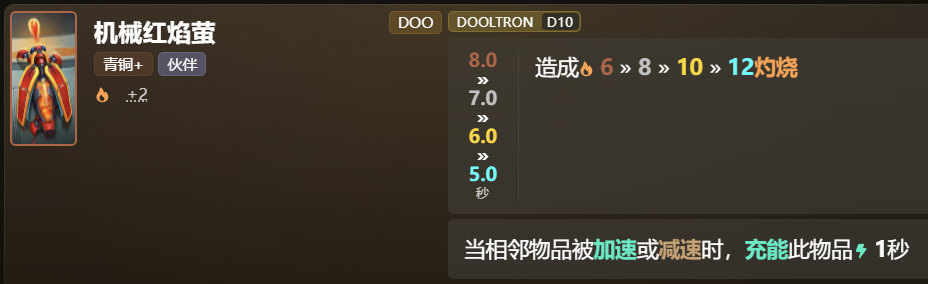 机械红焰萤
DOO
青铜+
伙伴
±2
DOOLTRON D10
8.0
»
7.0
»
6.0
»
5.0
秒
造成 6 » 8 » 10 » 12灼烧
当相邻物品被加速或减速时，充能此物品 1秒